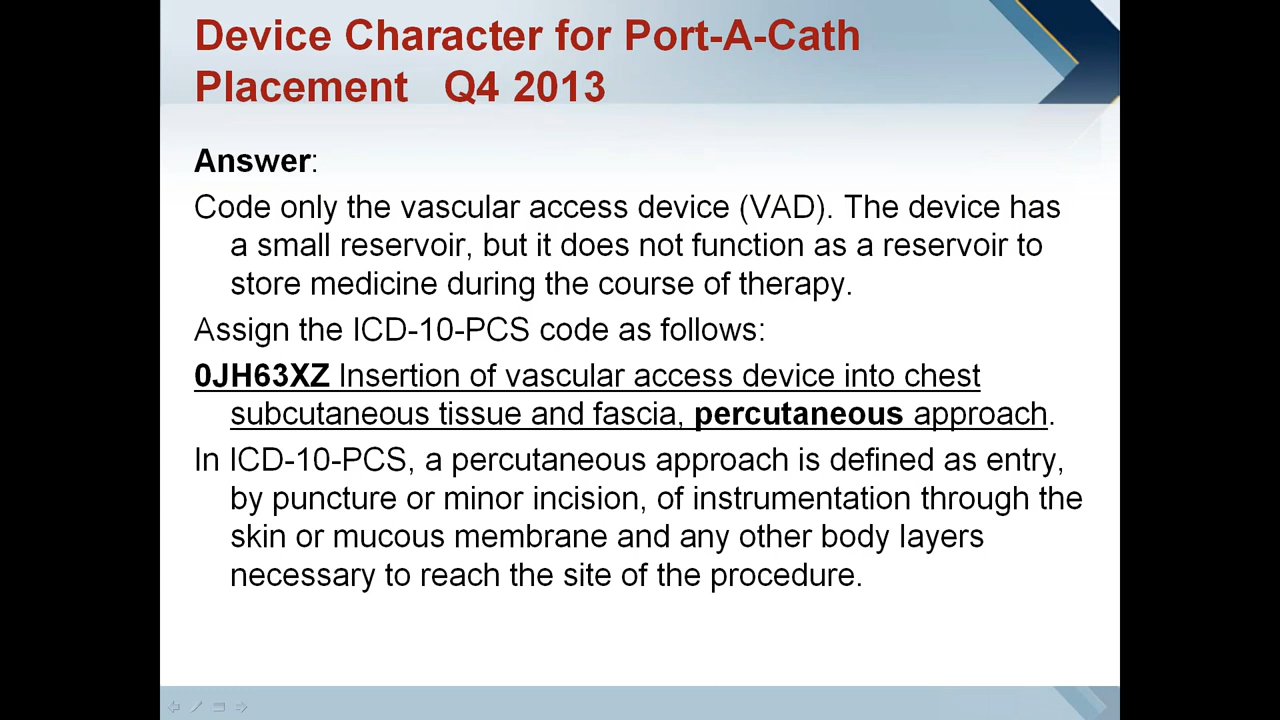 Device Character for Port-A-Cath
Placement Q4 2013
Answer:
Code only the vascular access device (VAD). The device has
a small reservoir, but it does not function as a reservoir to
store medicine during the course of therapy.
Assign the ICD-10-PCS code as follows:
0JH63XZ Insertion of vascular access device into chest
subcutaneous tissue and fascia, percutaneous approach.
In ICD-10-PCS, a percutaneous approach is defined as entry,
by puncture or minor incision, of instrumentation through the
skin or mucous membrane and any other body layers
necessary to reach the site of the procedure.